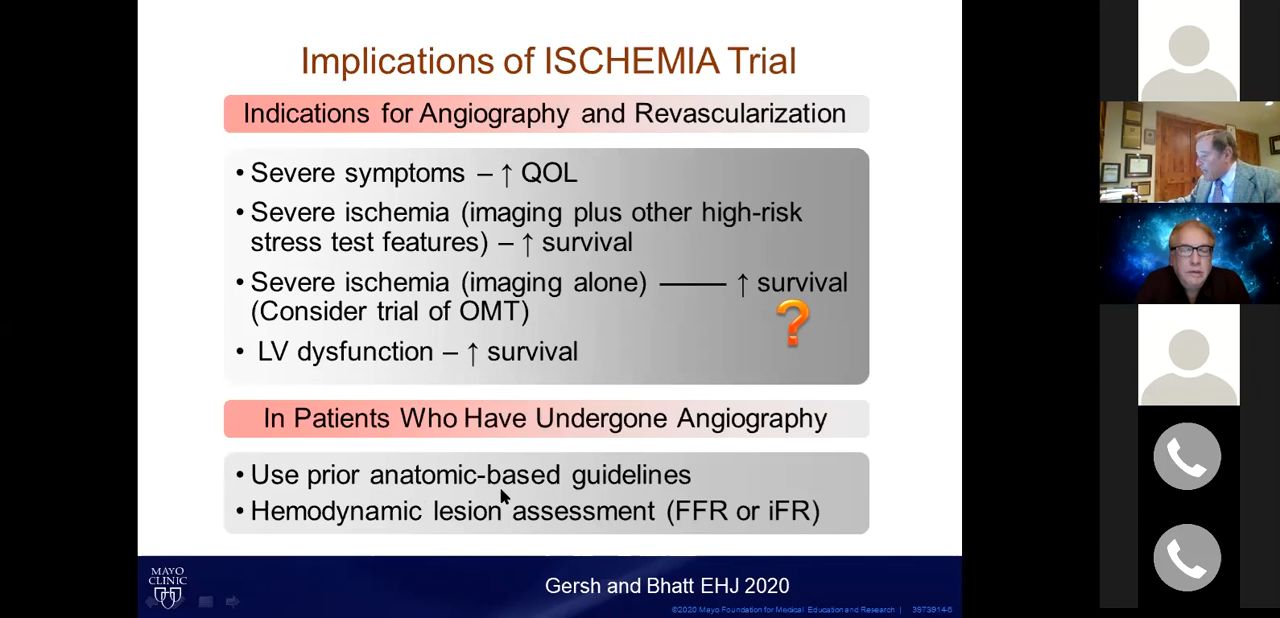 Implications of ISCHEMIA Trial
Indications for Angiography and Revascularization
• Severe symptoms – ↑ QOL
• Severe ischemia (imaging plus other high-risk
stress test features) – ↑ survival
• Severe ischemia (imaging alone) —— ↑ survival
(Consider trial of OMT)
?
• LV dysfunction – ↑ survival
In Patients Who Have Undergone Angiography
• Use prior anatomic-based guidelines
• Hemodynamic lesion assessment (FFR or iFR)
MAYO
CLINIC
Gersh and Bhatt EHJ 2020
©2020 Mayo Foundation for Medical Education and Research | 3973914-5